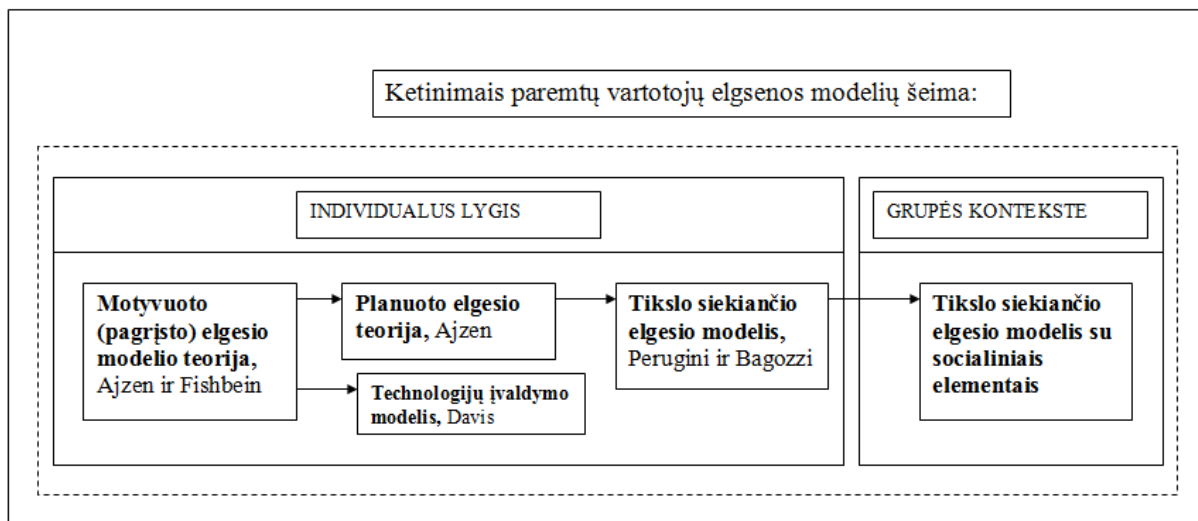 Ketinimais paremtų vartotojų elgsenos modelių šeima:
INDIVIDUALUS LYGIS
GRUPĖS KONTEKSTE
Motyvuoto
(pagrįsto) elgesio
modelio teorija,
Ajzen ir Fishbein
Planuoto elgesio
teorija, Ajzen
Technologijų įvaldymo
modelis, Davis
Tikslo siekiančio
elgesio modelis,
Perugini ir Bagozzi
Tikslo siekiančio
elgesio modelis su
socialiniais
elementais